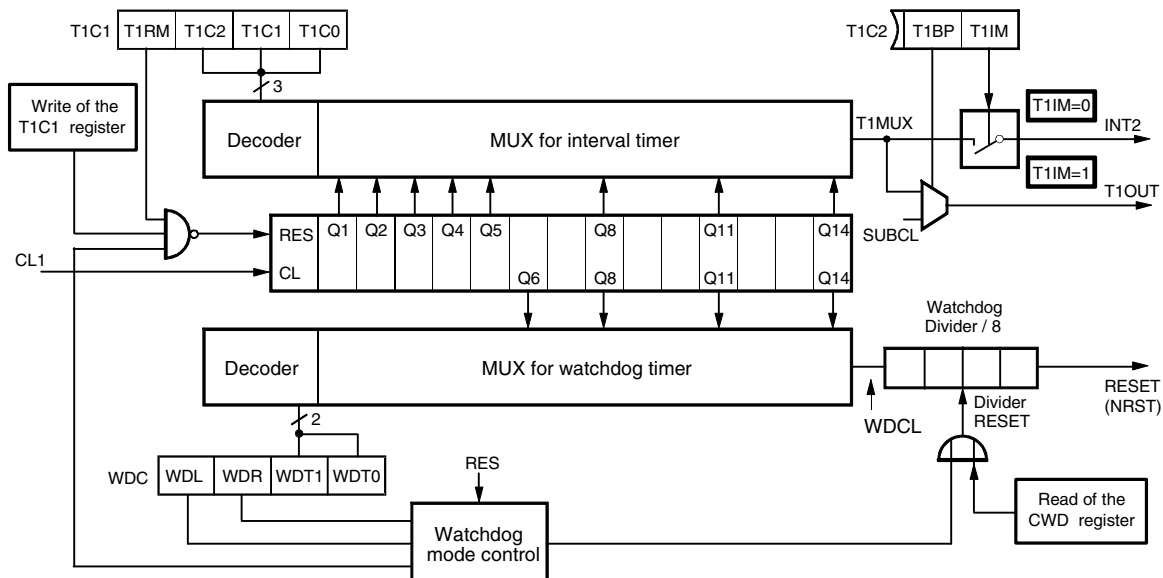 T1C1 T1RM T1C2 T1C1 T1C0
T1C2 T1BP T1IM
3
Write of the
T1C1 register
Decoder
MUX for interval timer
T1MUX
T1IM=0
INT2
T1IM=1
T1OUT
SUBCL
RES Q1 Q2 Q3 Q4 Q5 Q8 Q11 Q14
CL1
CL Q6 Q8 Q11 Q14
Watchdog
Divider / 8
Decoder
MUX for watchdog timer
RESET
(NRST)
Divider
RESET
WDCL
2
WDC WDL WDR WDT1 WDT0
RES
Watchdog
mode control
Read of the
CWD register